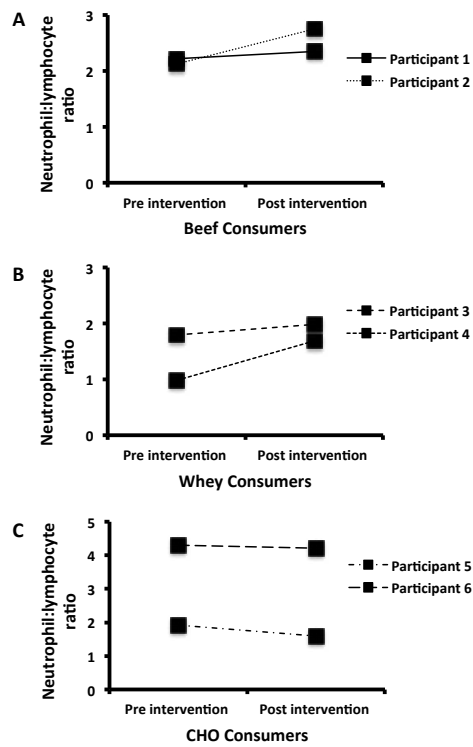 A
Neutrophil:lymphocyte
ratio
3
2
1
0
Pre intervention Post intervention
Beef Consumers
Participant 1
Participant 2
B
Neutrophil:lymphocyte
ratio
3
2
1
0
Pre intervention Post intervention
Whey Consumers
Participant 3
Participant 4
C
Neutrophil:lymphocyte
ratio
5
4
3
2
1
0
Pre intervention Post intervention
CHO Consumers
Participant 5
Participant 6